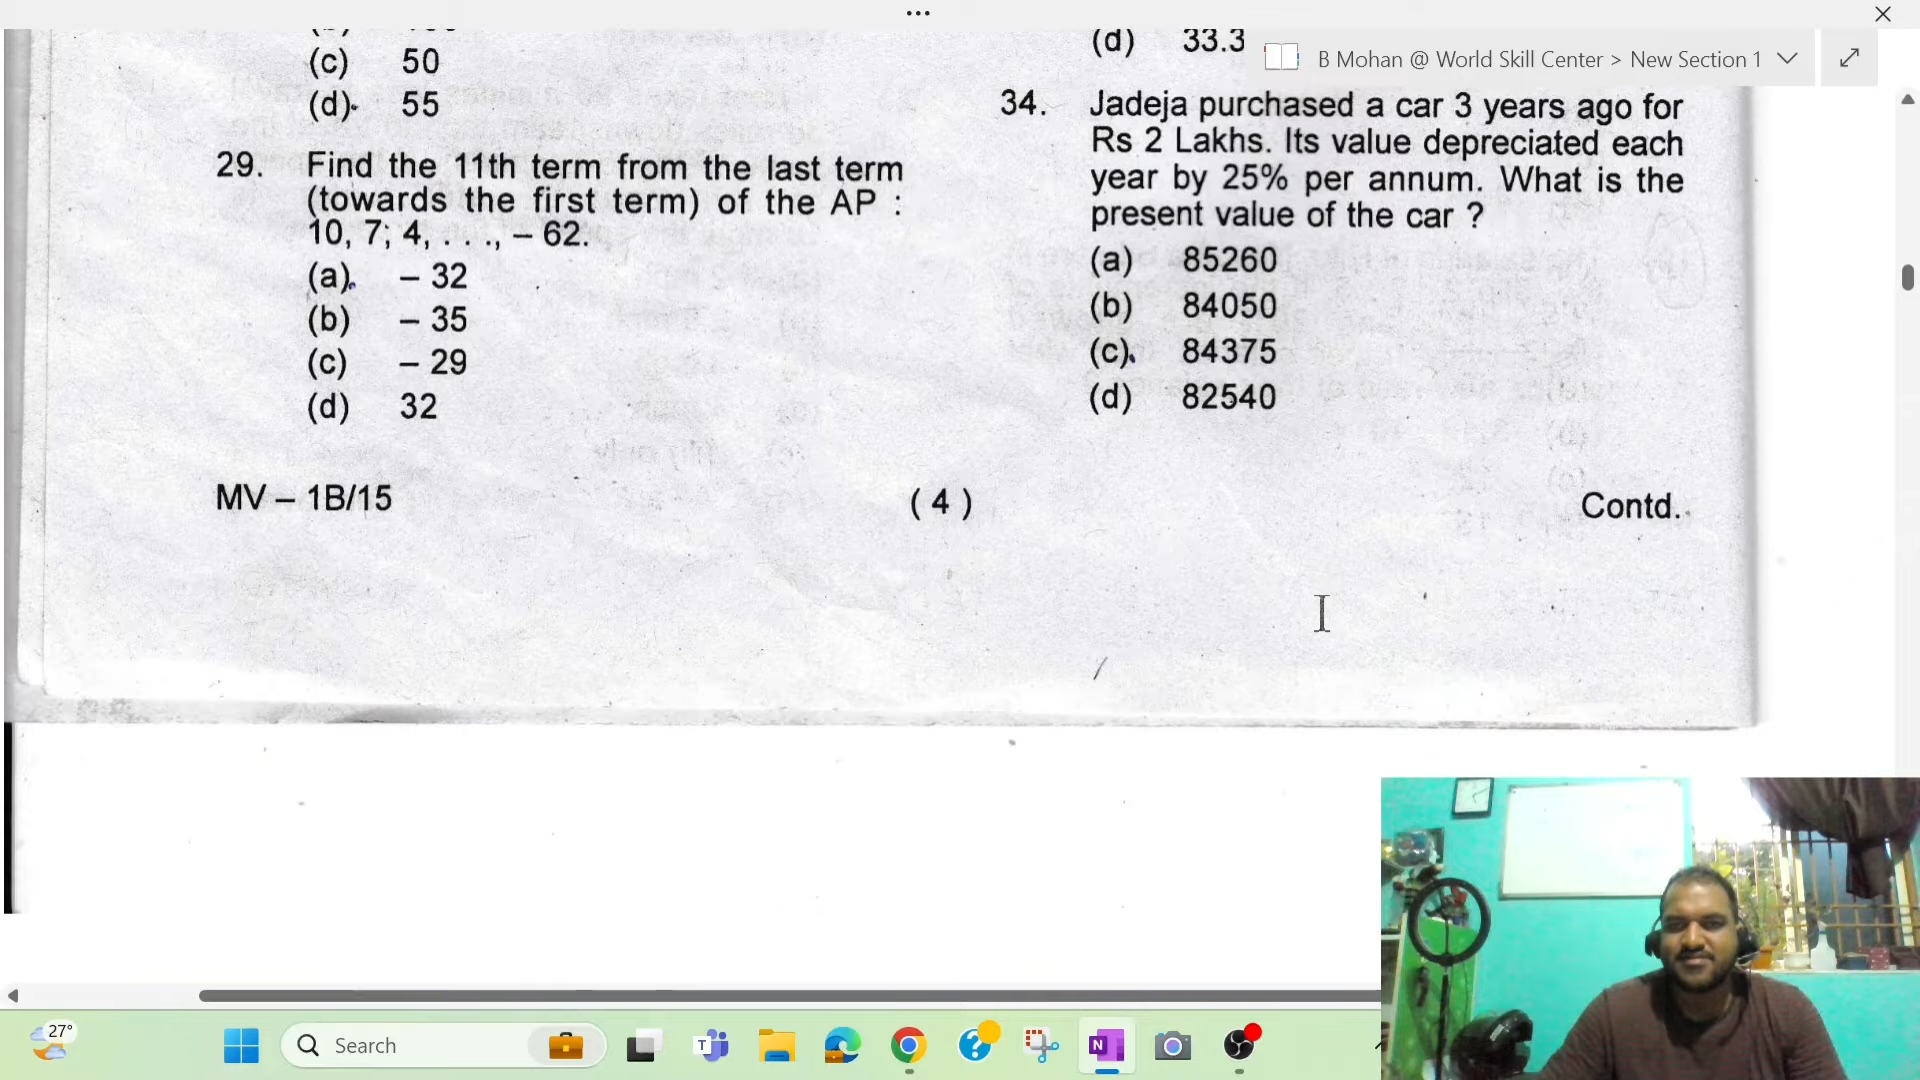 (c) 50
(d) 55
29. Find the 11th term from the last term
(towards the first term) of the AP :
10, 7; 4, . . ., – 62.
(a) – 32
(b) – 35
(c) – 29
(d) 32
(d) 33.3
34. Jadeja purchased a car 3 years ago for
Rs 2 Lakhs. Its value depreciated each
year by 25% per annum. What is the
present value of the car ?
(a) 85260
(b) 84050
(c) 84375
(d) 82540
MV – 1B/15
( 4 )
Contd.
B Mohan @ World Skill Center > New Section 1
27°
Search